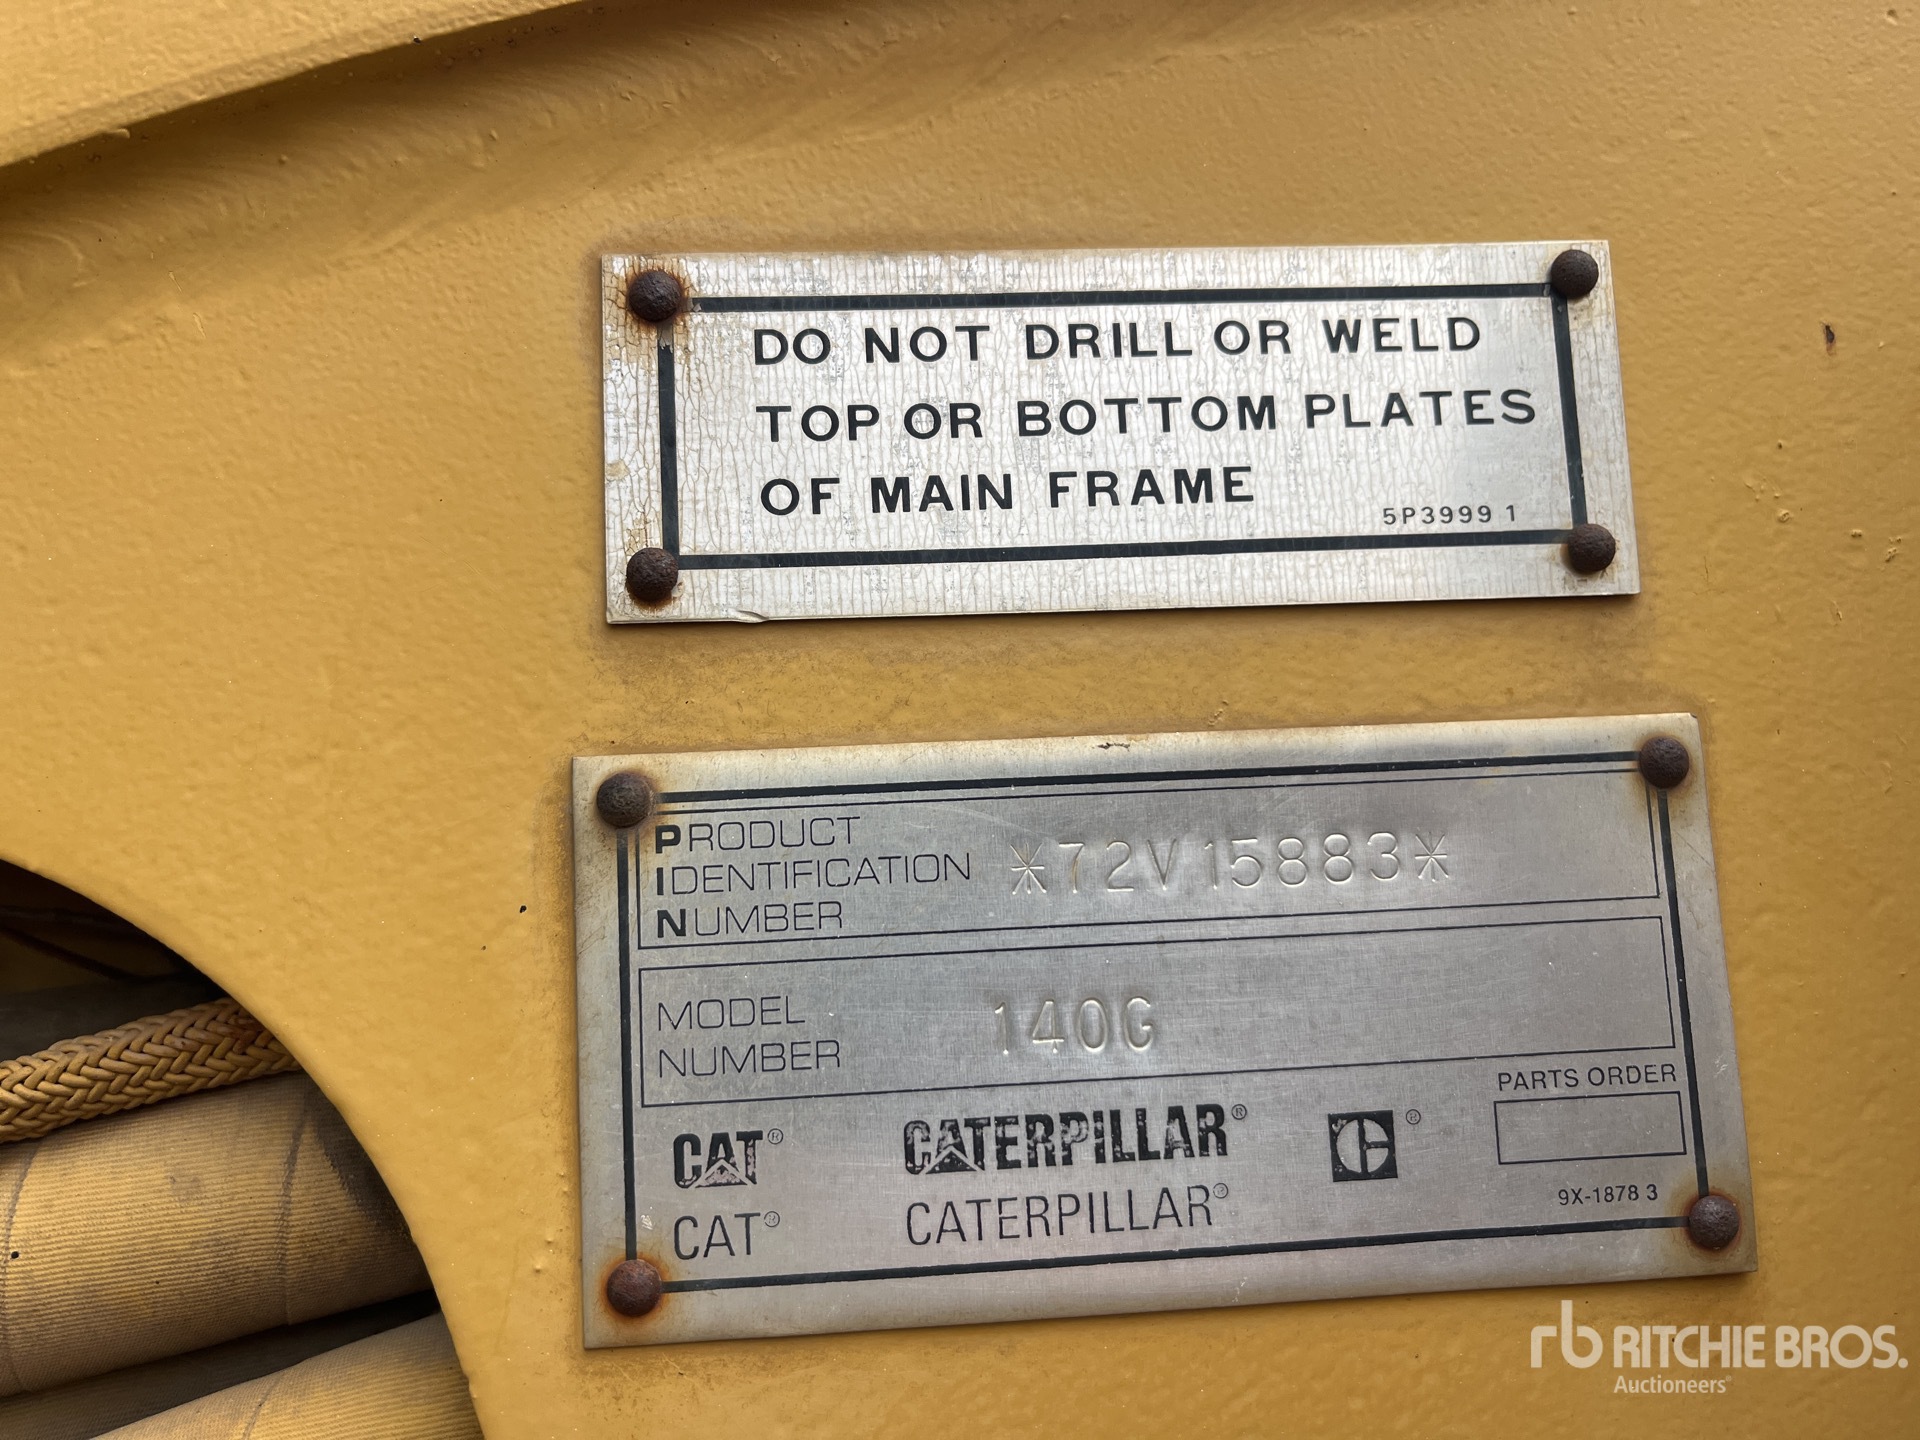 DO NOT DRILL OR WELD
TOP OR BOTTOM PLATES
OF MAIN FRAME
5P3999 1
PRODUCT
IDENTIFICATION
NUMBER
*72V15883*
MODEL
NUMBER
140G
PARTS ORDER
CAT® CATERPILLAR® C ®
CAT® CATERPILLAR®
9X-1878 3
rb RITCHIE BROS.
Auctioneers